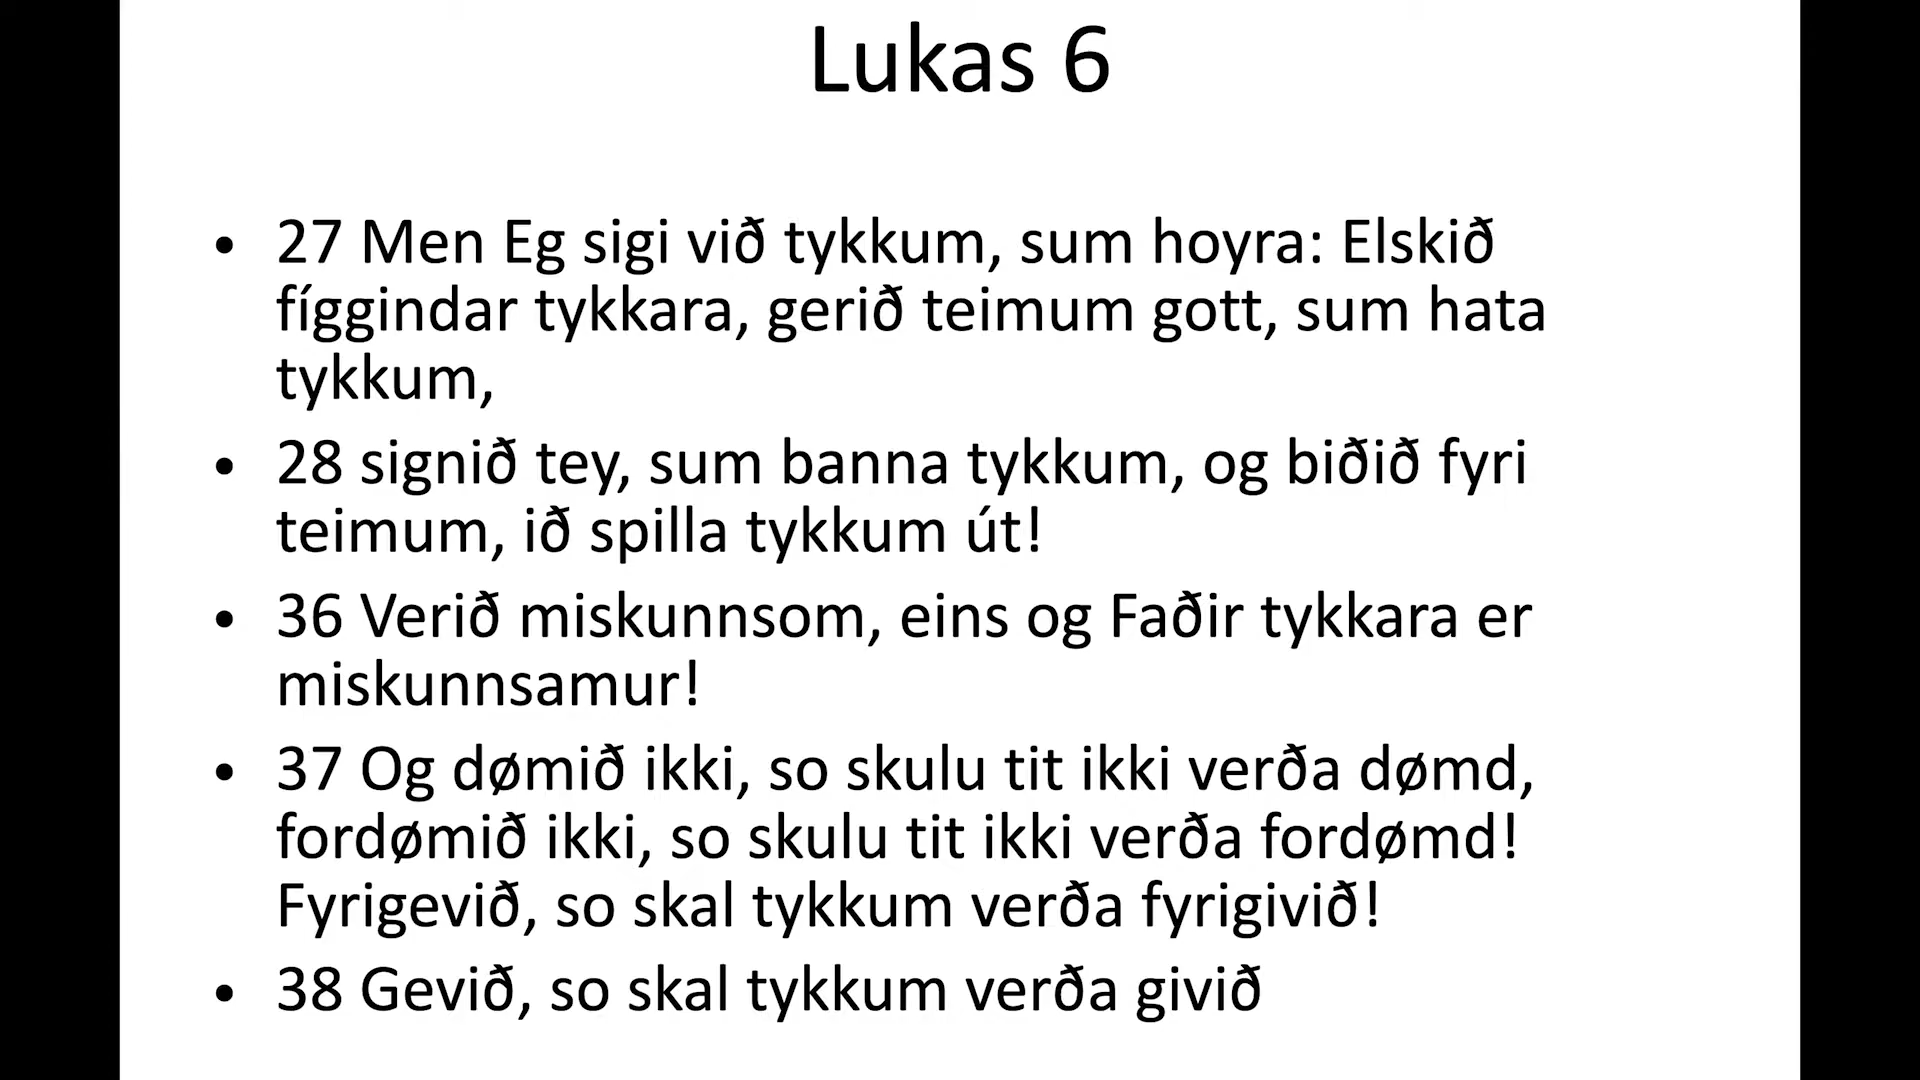 Lukas 6
• 27 Men Eg sigi við tykkum, sum hoyra: Elskið
fíggindar tykkara, gerið teimum gott, sum hata
tykkum,
• 28 signið tey, sum banna tykkum, og biðið fyri
teimum, ið spilla tykkum út!
• 36 Verið miskunnsom, eins og Faðir tykkara er
miskunnsamur!
• 37 Og dømið ikki, so skulu tit ikki verða dømd,
fordømið ikki, so skulu tit ikki verða fordømd!
Fyrigevið, so skal tykkum verða fyrigivið!
• 38 Gevið, so skal tykkum verða givið